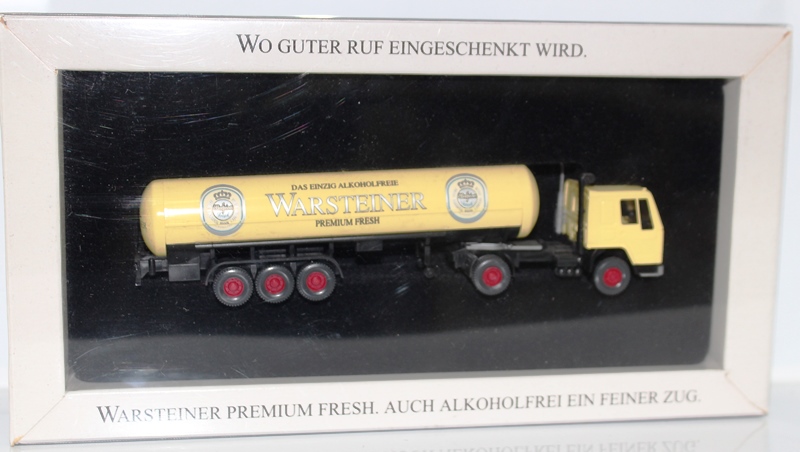 WO GUTER RUF EINGESCHENKT WIRD.
DAS EINZIG ALKOHOLFREIE
WARSTEINER
PREMIUM FRESH
WARSTEINER PREMIUM FRESH. AUCH ALKOHOLFREI EIN FEINER ZUG.